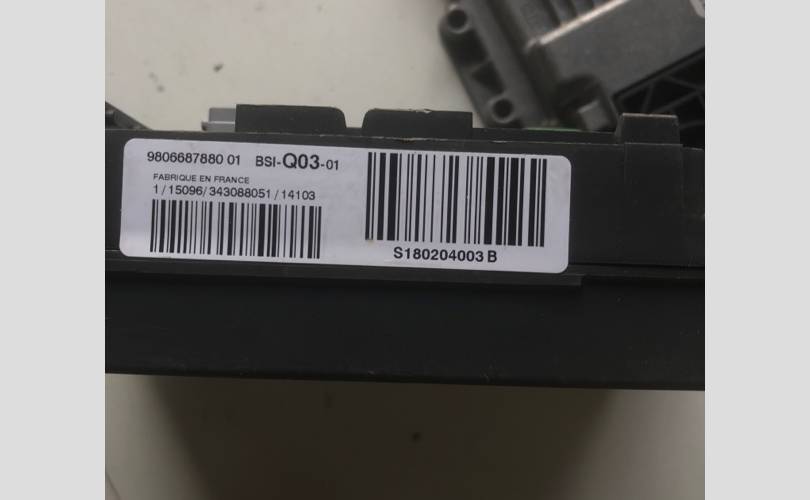 9806687880 01 BSI-Q03-01
FABRIQUE EN FRANCE
1/15096/343088051/14103
S180204003 B